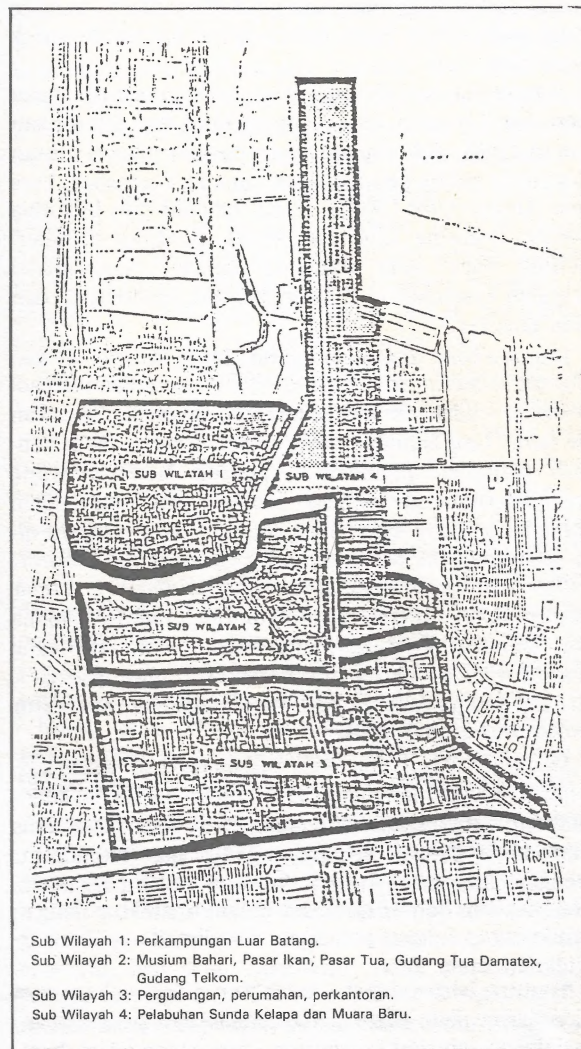 SUB WILAYAH 1
SUB WILAYAH 4
SUB WILAYAH 2
SUB WILAYAH 3
Sub Wilayah 1: Perkampungan Luar Batang.
Sub Wilayah 2: Musium Bahari, Pasar Ikan, Pasar Tua, Gudang Tua Damatex,
Gudang Telkom.
Sub Wilayah 3: Pergudangan, perumahan, perkantoran.
Sub Wilayah 4: Pelabuhan Sunda Kelapa dan Muara Baru.